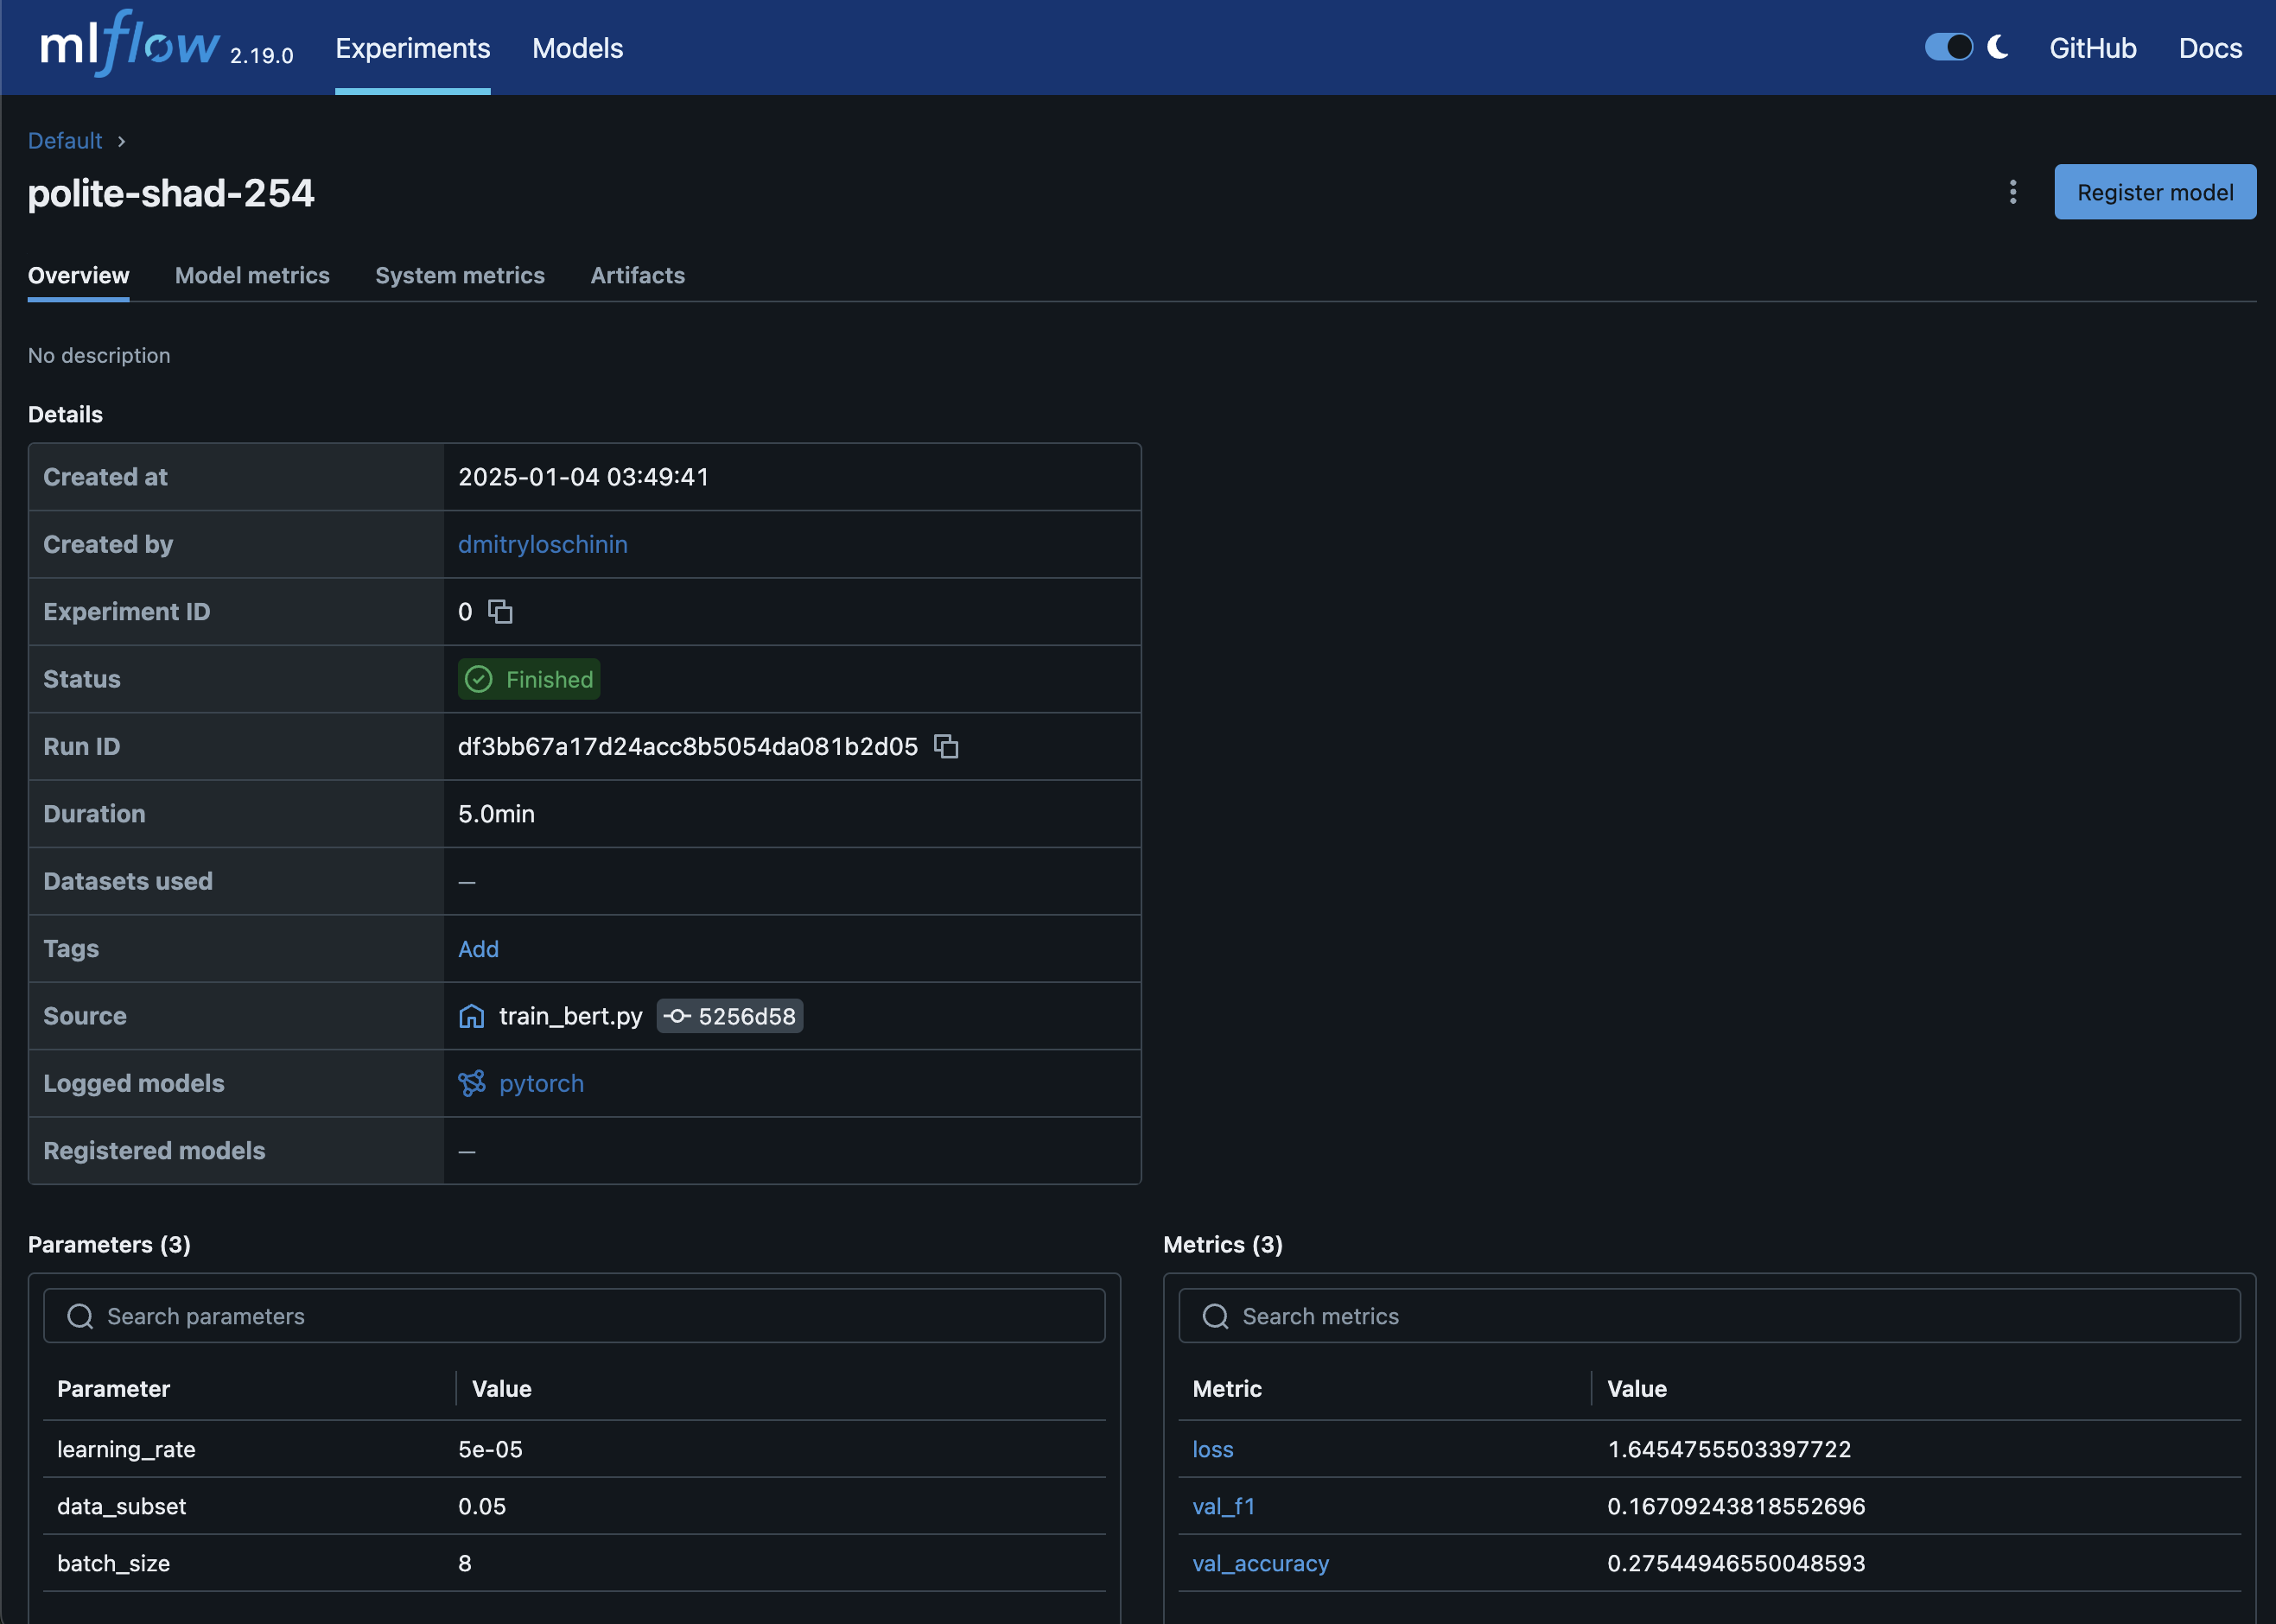 mlflow 2.19.0 Experiments Models GitHub Docs
Default
polite-shad-254
Register model
Overview Model metrics System metrics Artifacts
No description
Details
Created at 2025-01-04 03:49:41
Created by dmitryloschinin
Experiment ID 0
Status Finished
Run ID df3bb67a17d24acc8b5054da081b2d05
Duration 5.0min
Datasets used —
Tags Add
Source train_bert.py 5256d58
Logged models pytorch
Registered models —
Parameters (3)
Search parameters
Parameter Value
learning_rate 5e-05
data_subset 0.05
batch_size 8
Metrics (3)
Search metrics
Metric Value
loss 1.6454755503397722
val_f1 0.16709243818552696
val_accuracy 0.27544946550048593